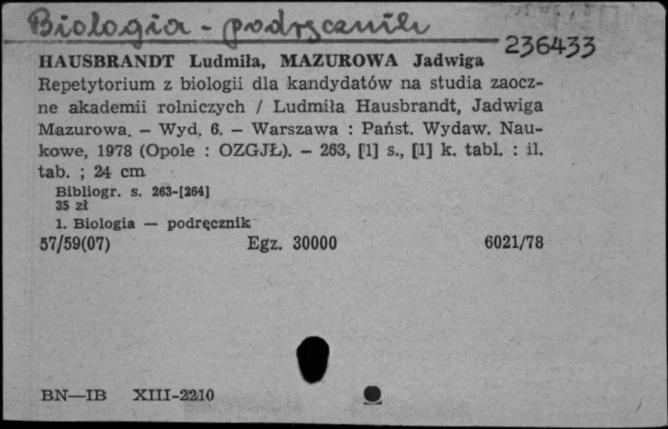 Biologia - podręcznik
236433
HAUSBRANDT Ludmiła, MAZUROWA Jadwiga
Repetytorium z biologii dla kandydatów na studia zaocz-
ne akademii rolniczych / Ludmiła Hausbrandt, Jadwiga
Mazurowa. – Wyd. 6. – Warszawa : Państ. Wydaw. Nau-
kowe, 1978 (Opole : OZGJŁ). – 263, [1] s., [1] k. tabl. : il.
tab. ; 24 cm
Bibliogr. s. 263-[264]
35 zł
1. Biologia — podręcznik
57/59(07) Egz. 30000 6021/78
BN—IB XIII-2210